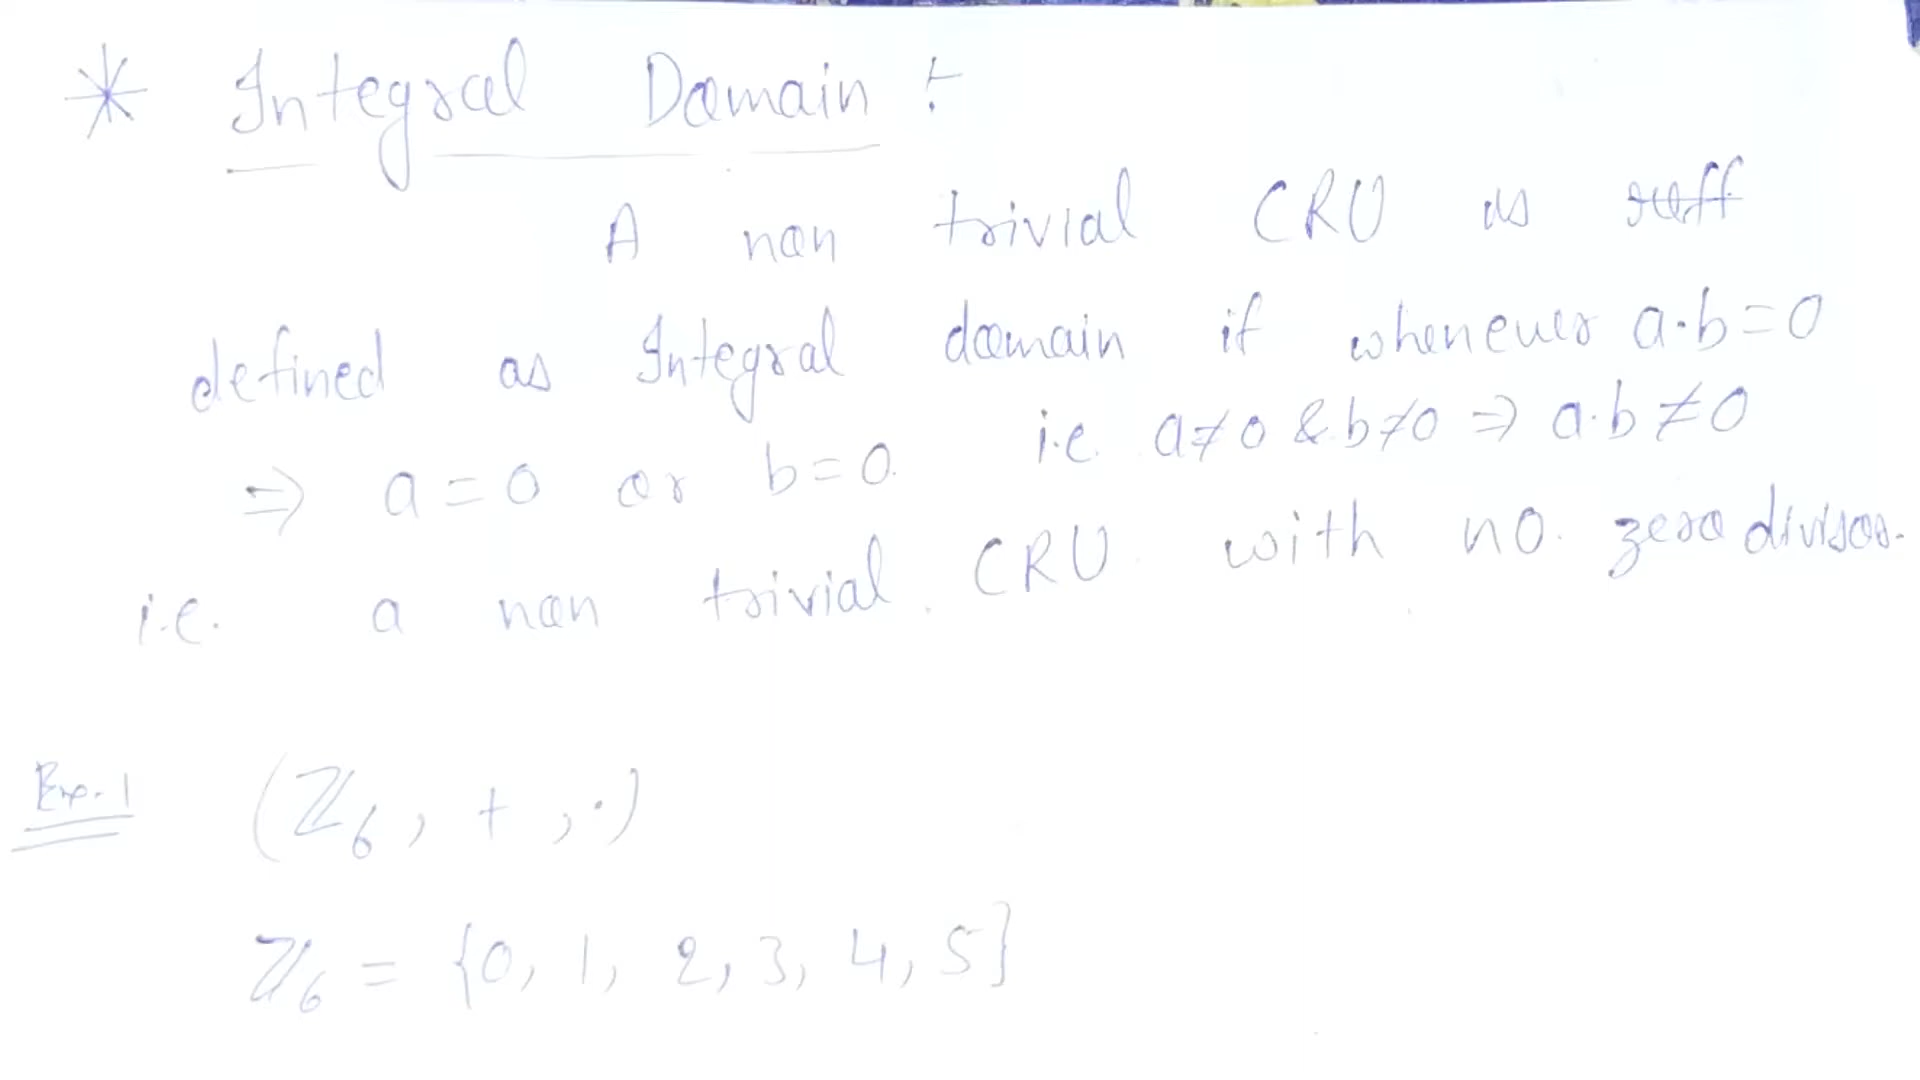 * Integral Domain :-
A non trivial CRU is
defined as Integral domain if whenever a.b=0
⇒ a=0 or b=0. i.e. a≠0 & b≠0 ⇒ a.b≠0
i.e. a non trivial CRU with no. zero divisor.
Exp.1 (Z₆, +, .)
Z₆ = {0, 1, 2, 3, 4, 5}